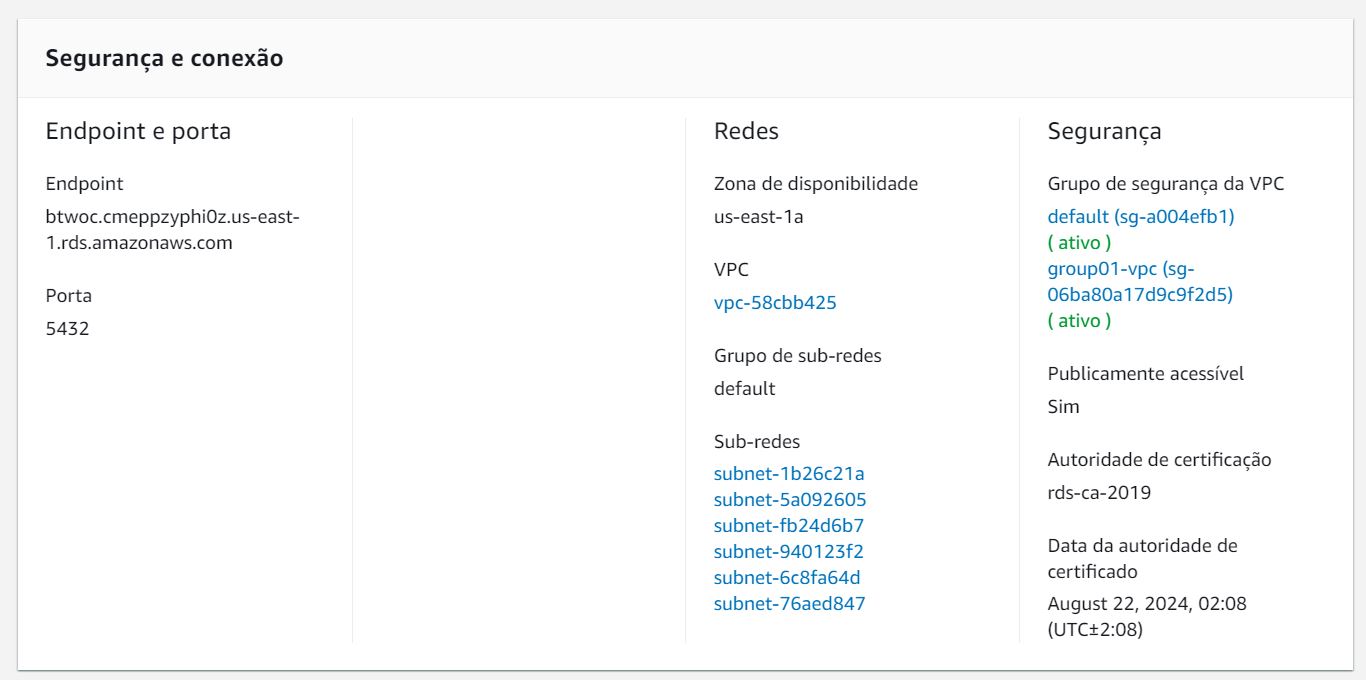 Segurança e conexão
Endpoint e porta
Endpoint
btwoc.cmeppzyphi0z.us-east-
1.rds.amazonaws.com
Porta
5432
Redes
Zona de disponibilidade
us-east-1a
VPC
vpc-58cbb425
Grupo de sub-redes
default
Sub-redes
subnet-1b26c21a
subnet-5a092605
subnet-fb24d6b7
subnet-940123f2
subnet-6c8fa64d
subnet-76aed847
Segurança
Grupo de segurança da VPC
default (sg-a004efb1)
( ativo )
group01-vpc (sg-
06ba80a17d9c9f2d5)
( ativo )
Publicamente acessível
Sim
Autoridade de certificação
rds-ca-2019
Data da autoridade de
certificado
August 22, 2024, 02:08
(UTC±2:08)